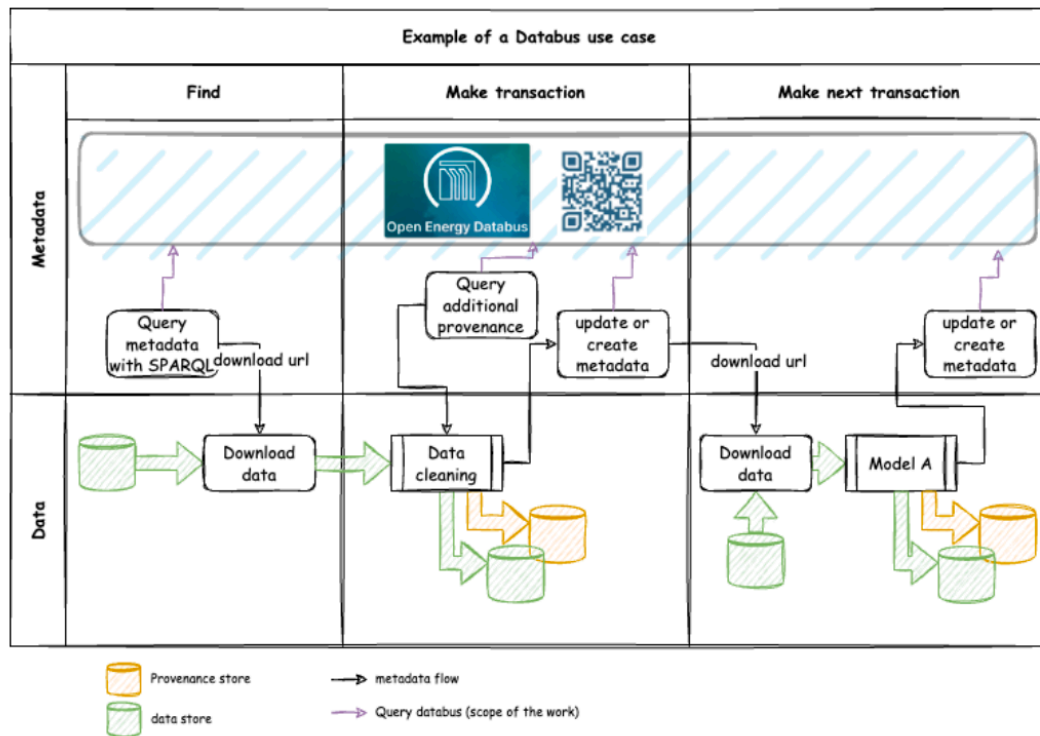 Example of a Databus use case
Find
Make transaction
Make next transaction
Metadata
Open Energy Databus
Query
metadata
with SPARQL
download url
Query
additional
provenance
update or
create
metadata
download url
update or
create
metadata
Data
Download
data
Data
cleaning
Download
data
Model A
Provenance store
metadata flow
data store
Query databus (scope of the work)